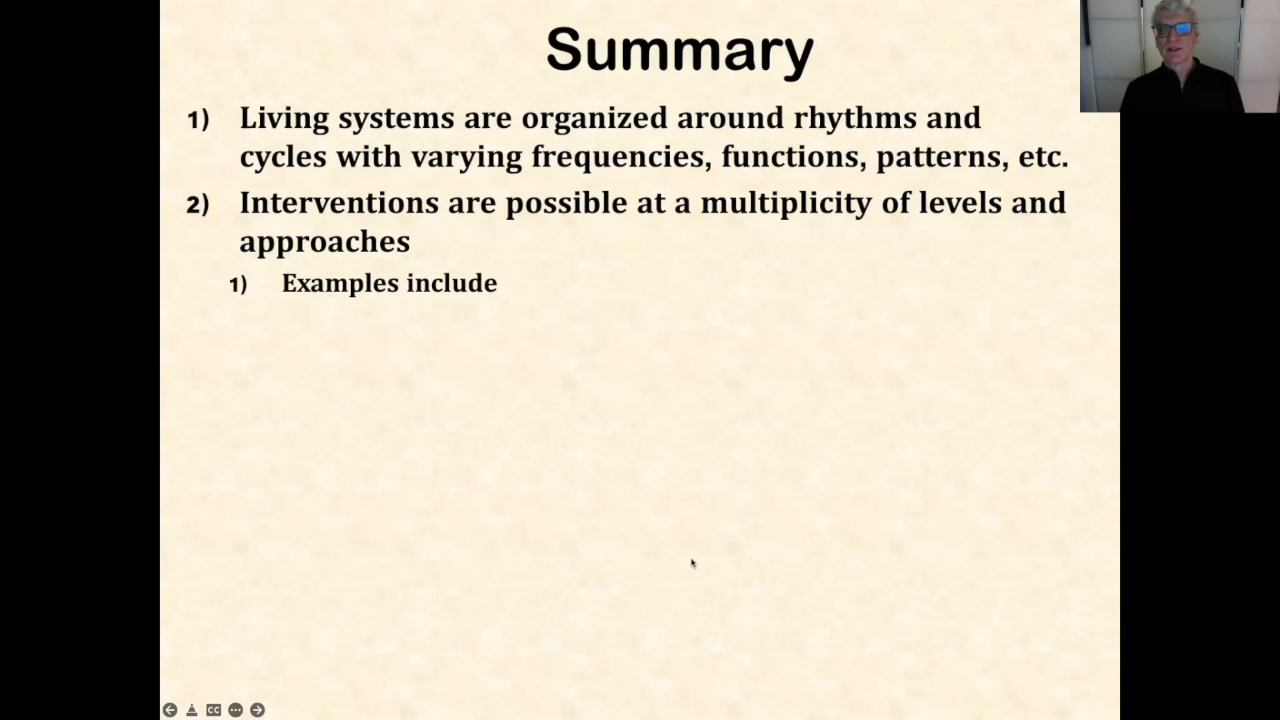 Summary
1) Living systems are organized around rhythms and
cycles with varying frequencies, functions, patterns, etc.
2) Interventions are possible at a multiplicity of levels and
approaches
1) Examples include
CC